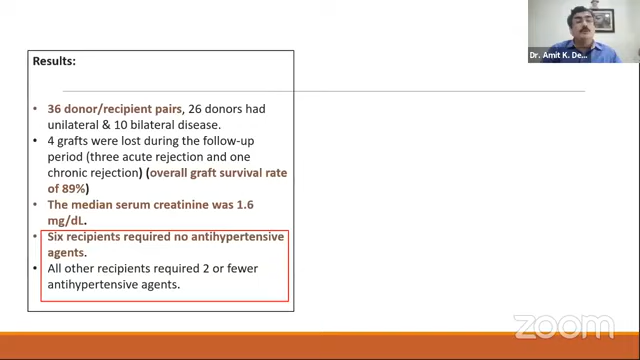 Results:
• 36 donor/recipient pairs, 26 donors had
unilateral & 10 bilateral disease.
• 4 grafts were lost during the follow-up
period (three acute rejection and one
chronic rejection) (overall graft survival rate
of 89%)
• The median serum creatinine was 1.6
mg/dL.
• Six recipients required no antihypertensive
agents.
• All other recipients required 2 or fewer
antihypertensive agents.
Dr. Amit K. De...
zoom